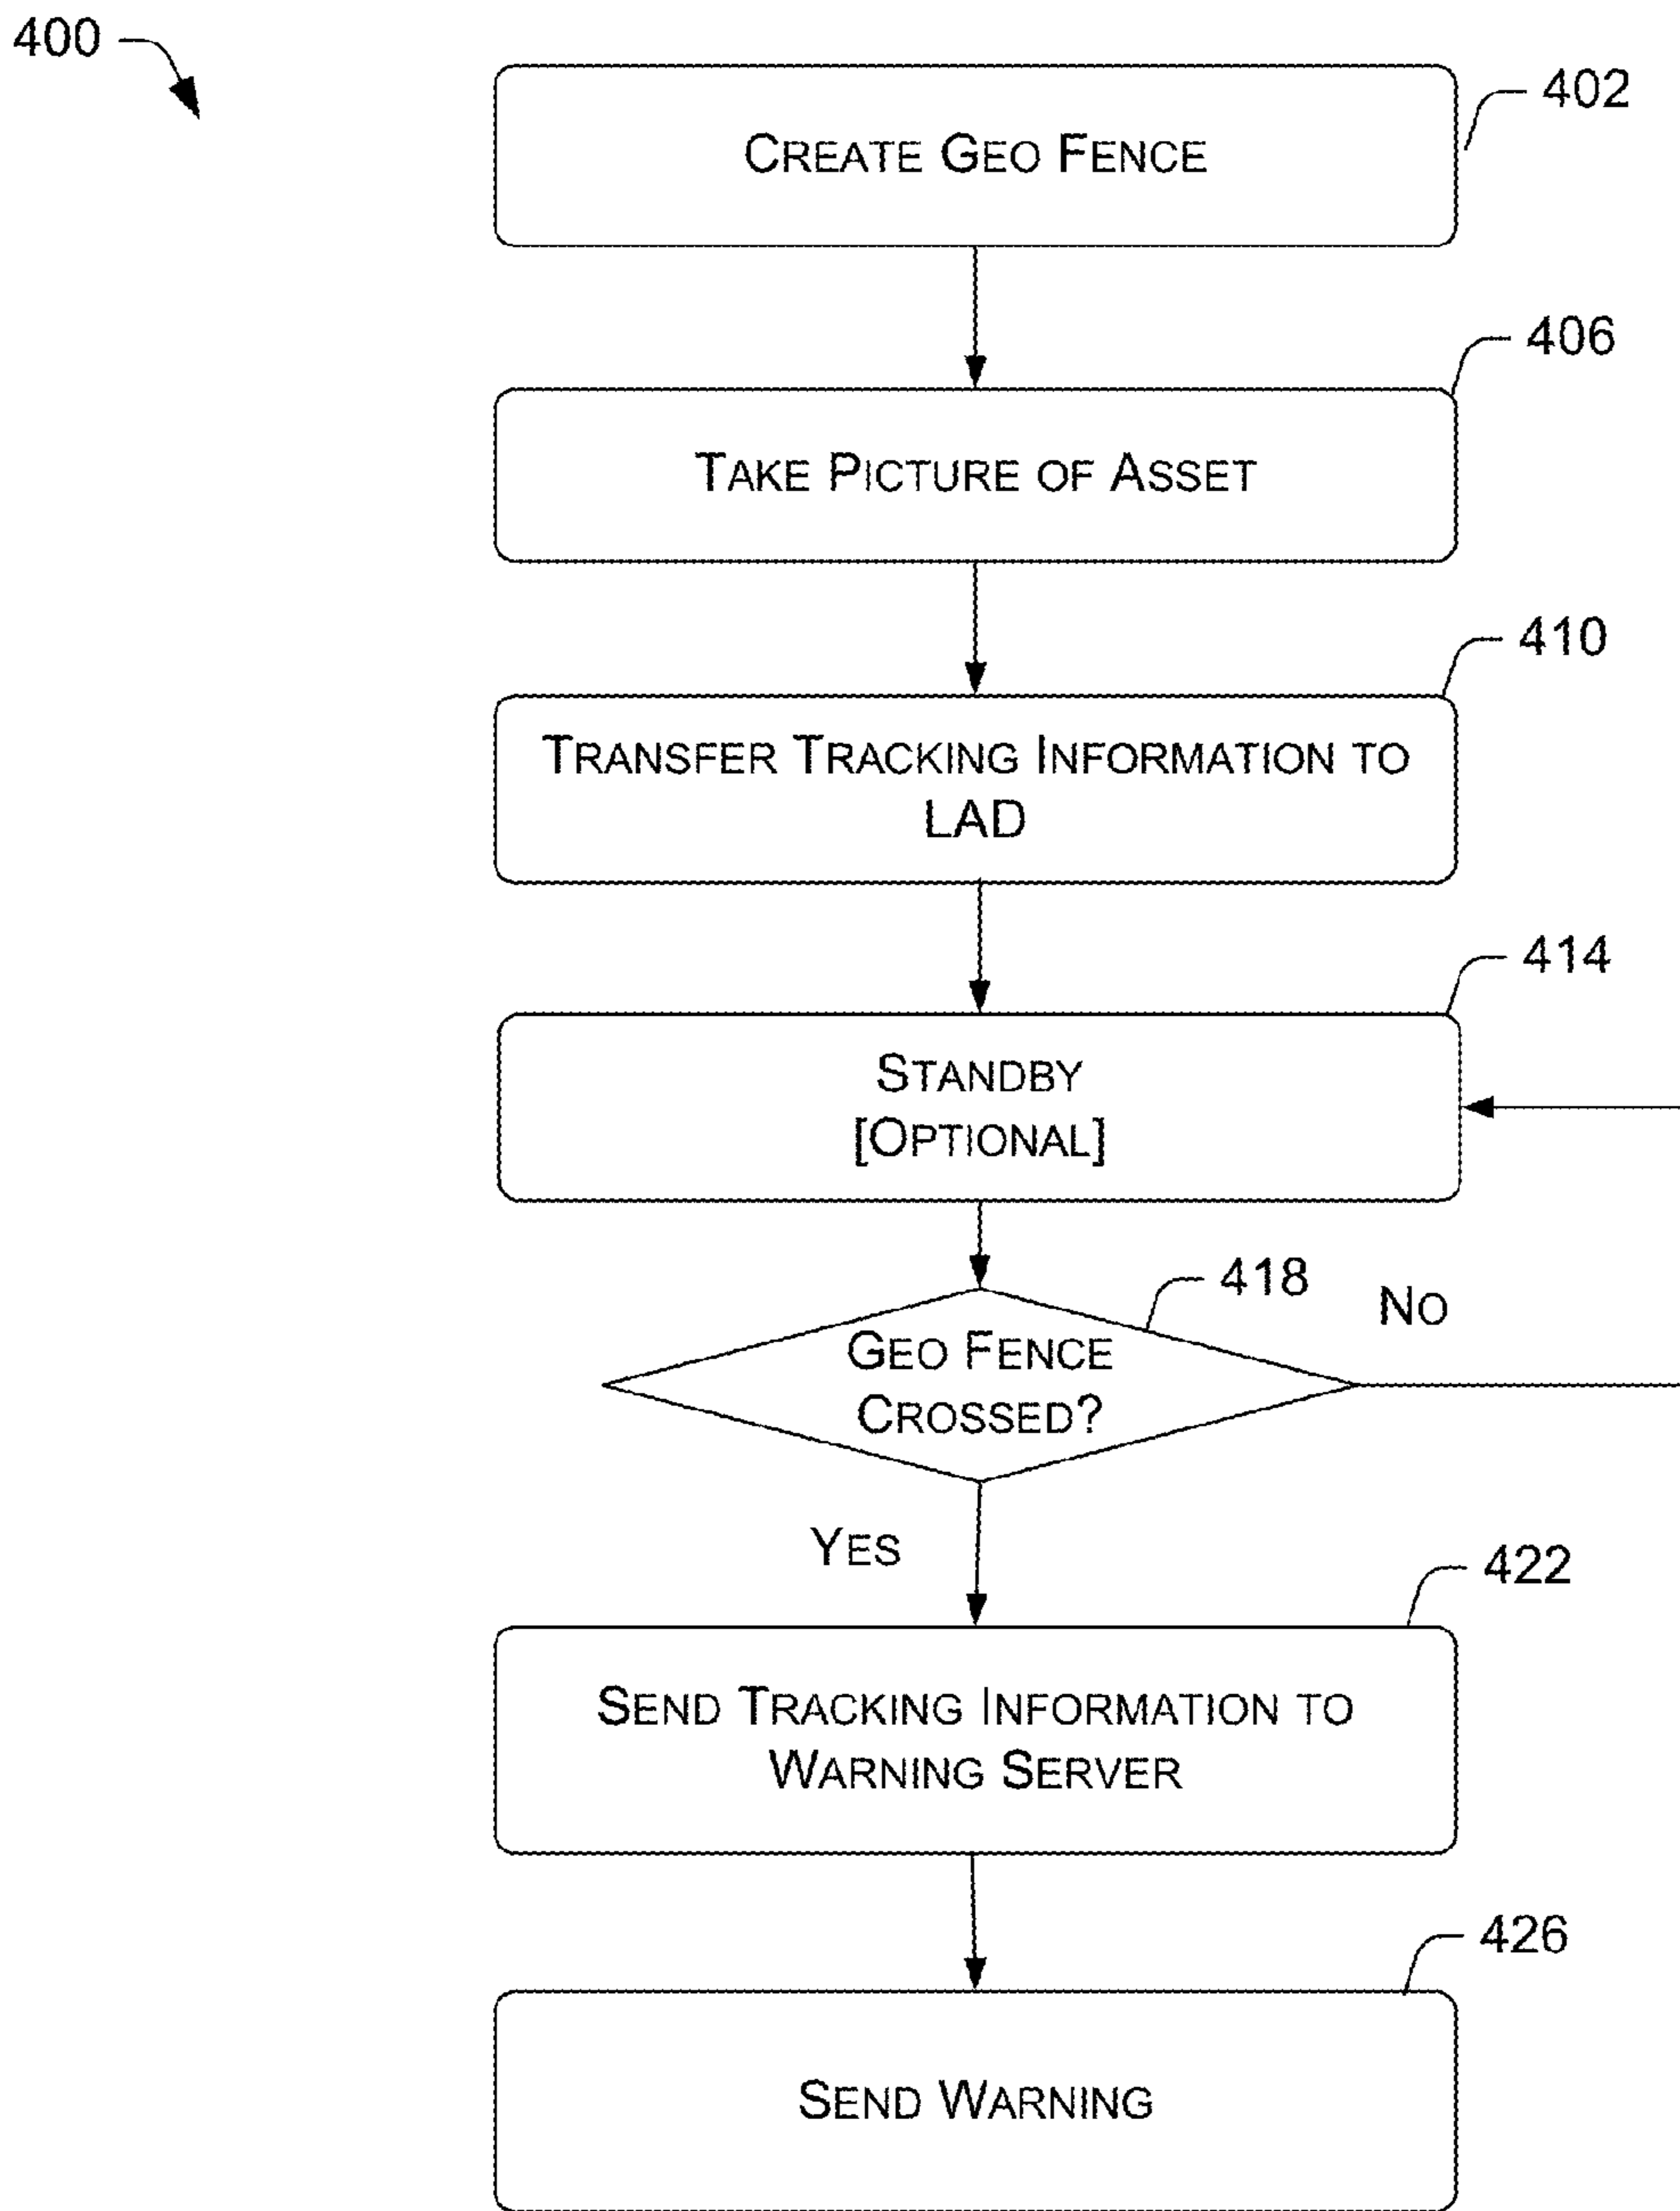 400
402
CREATE GEO FENCE
406
TAKE PICTURE OF ASSET
410
TRANSFER TRACKING INFORMATION TO
LAD
414
STANDBY
[OPTIONAL]
418
NO
GEO FENCE
CROSSED?
YES
422
SEND TRACKING INFORMATION TO
WARNING SERVER
426
SEND WARNING